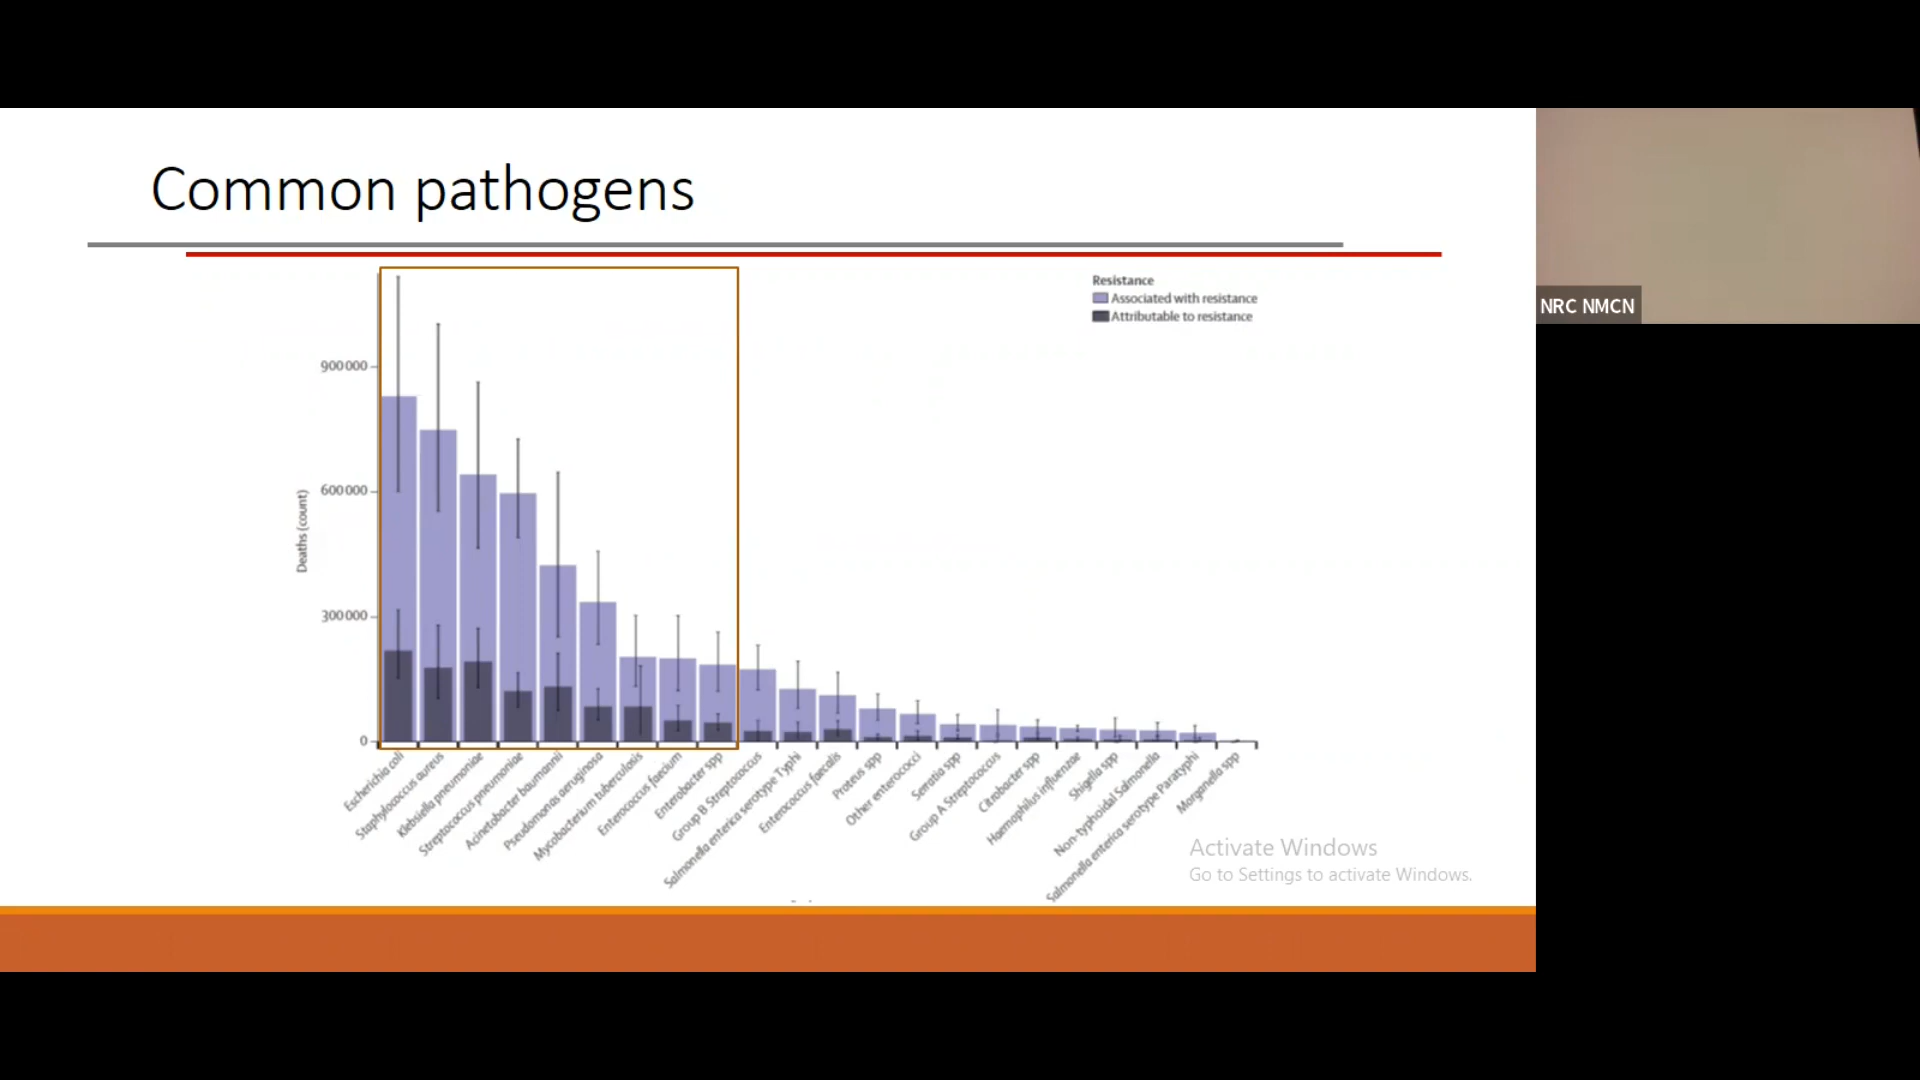 Common pathogens
Resistance
Associated with resistance
Attributable to resistance
Deaths (count)
900000
600000
300000
0
Escherichia coli
Staphylococcus aureus
Klebsiella pneumoniae
Streptococcus pneumoniae
Acinetobacter baumannii
Pseudomonas aeruginosa
Mycobacterium tuberculosis
Enterococcus faecium
Enterobacter spp
Group B Streptococcus
Salmonella enterica serotype Typhi
Enterococcus faecalis
Proteus spp
Other enterococci
Serratia spp
Group A Streptococcus
Citrobacter spp
Haemophilus influenzae
Shigella spp
Non-typhoidal Salmonella
Salmonella enterica serotype Paratyphi
Morganella spp
Activate Windows
Go to Settings to activate Windows.
NRC NMCN